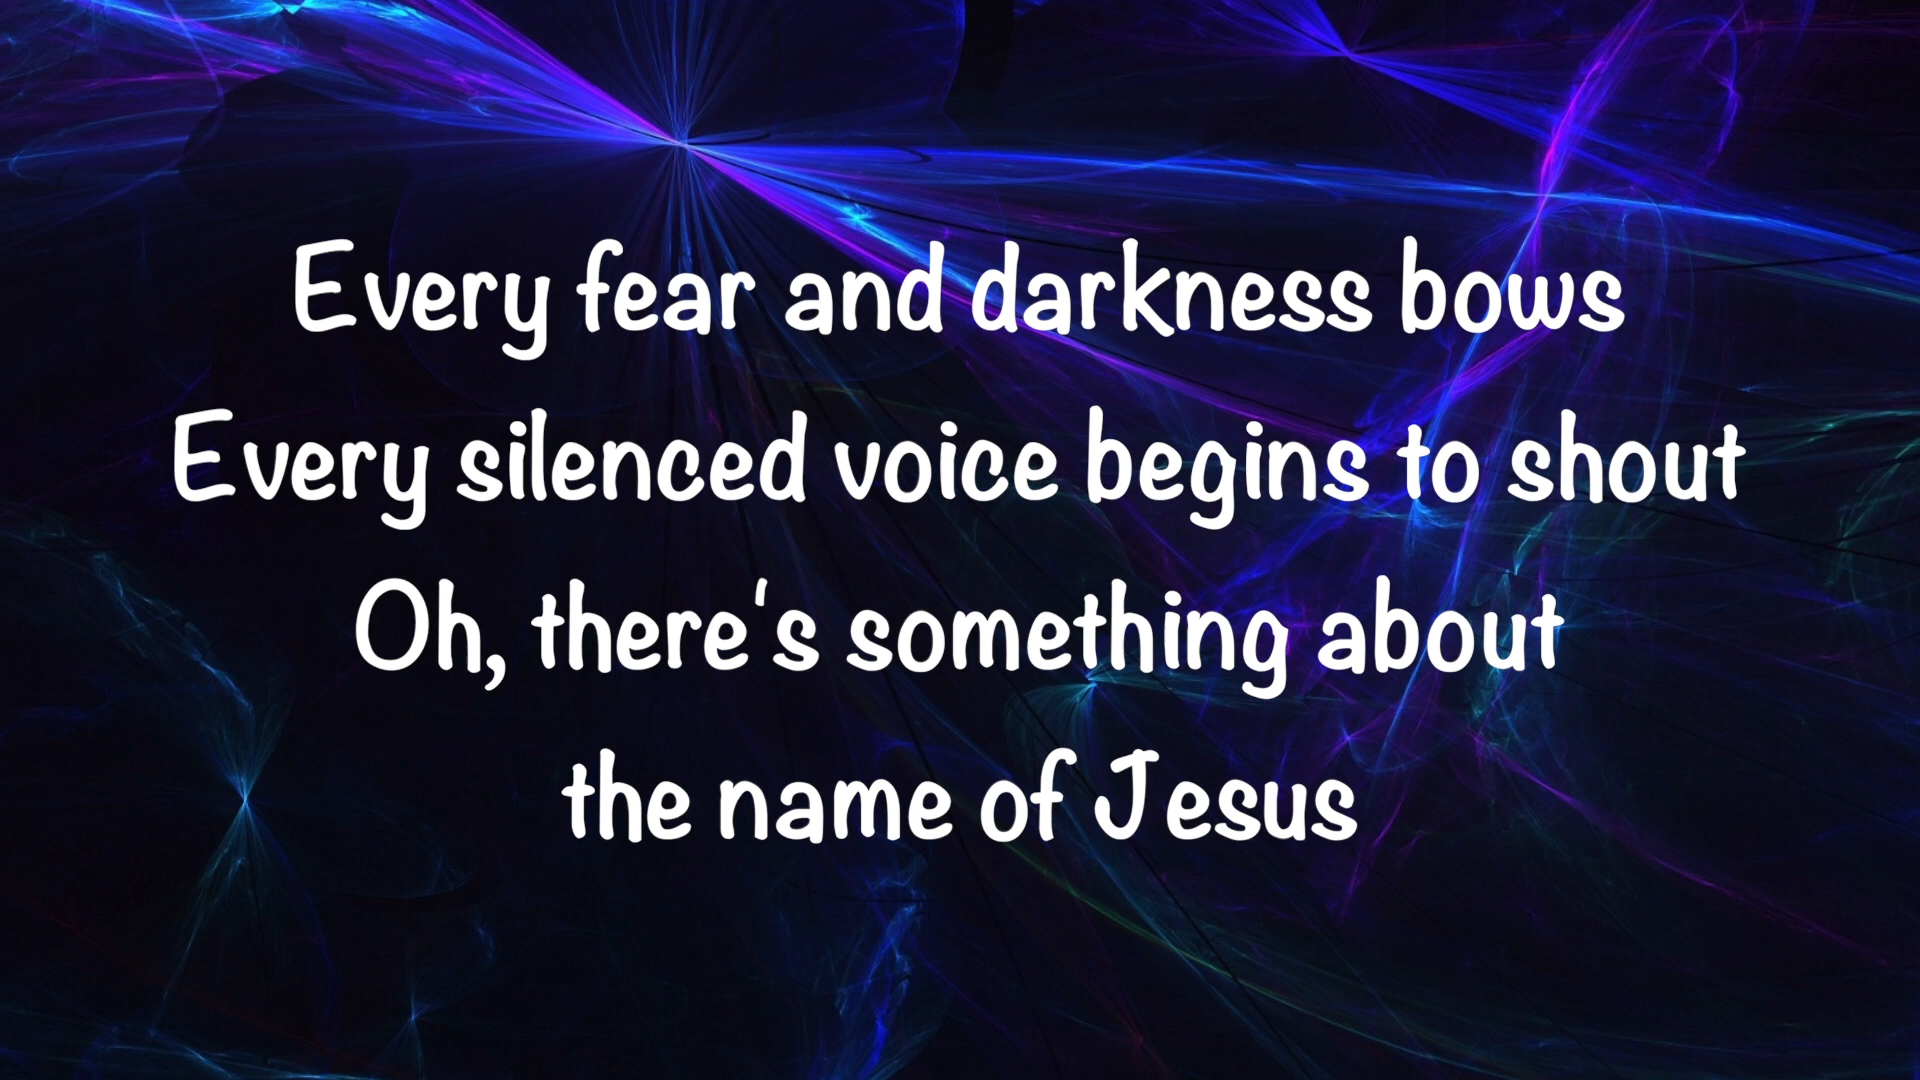 Every fear and darkness bows
Every silenced voice begins to shout
Oh, there's something about
the name of Jesus